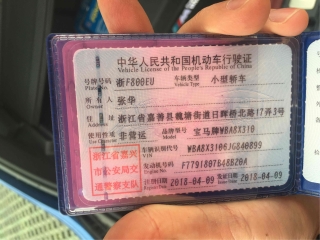 中华人民共和国机动车行驶证
Vehicle License of the People's Republic of China
号牌号码 浙F800EU 车辆类型 小型轿车
所有人 张华
住址 浙江省嘉善县魏塘街道日晖桥北路17弄3号
使用性质 非营运 品牌型号 宝马牌WBA8X310
浙江省嘉兴
市公安局交
通警察支队
车辆识别代号 WBA8X3106JG840899
发动机号码 F7791807B48B20A
注册日期 2018-04-09 发证日期 2018-04-09